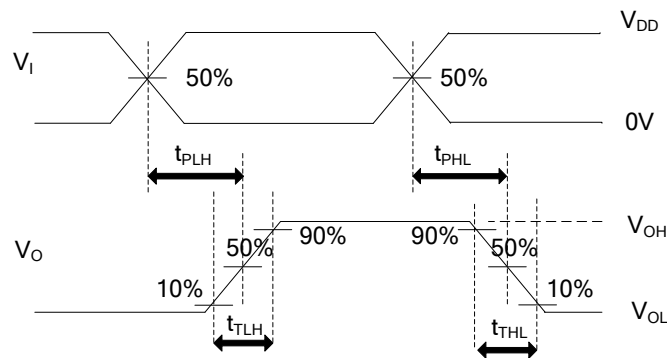 V_I
50%
50%
V_DD
0V
t_PLH
t_PHL
V_O
10%
50%
90%
90%
50%
10%
V_OH
V_OL
t_TLH
t_THL